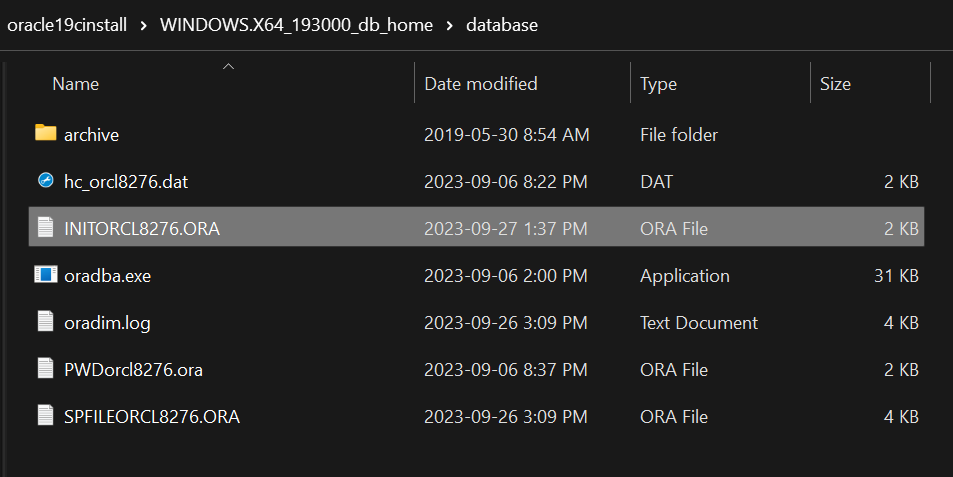 oracle19cinstall › WINDOWS.X64_193000_db_home › database
Name Date modified Type Size
archive 2019-05-30 8:54 AM File folder
hc_orcl8276.dat 2023-09-06 8:22 PM DAT 2 KB
INITORCL8276.ORA 2023-09-27 1:37 PM ORA File 2 KB
oradba.exe 2023-09-06 2:00 PM Application 31 KB
oradim.log 2023-09-26 3:09 PM Text Document 4 KB
PWDorcl8276.ora 2023-09-06 8:37 PM ORA File 2 KB
SPFILEORCL8276.ORA 2023-09-26 3:09 PM ORA File 4 KB